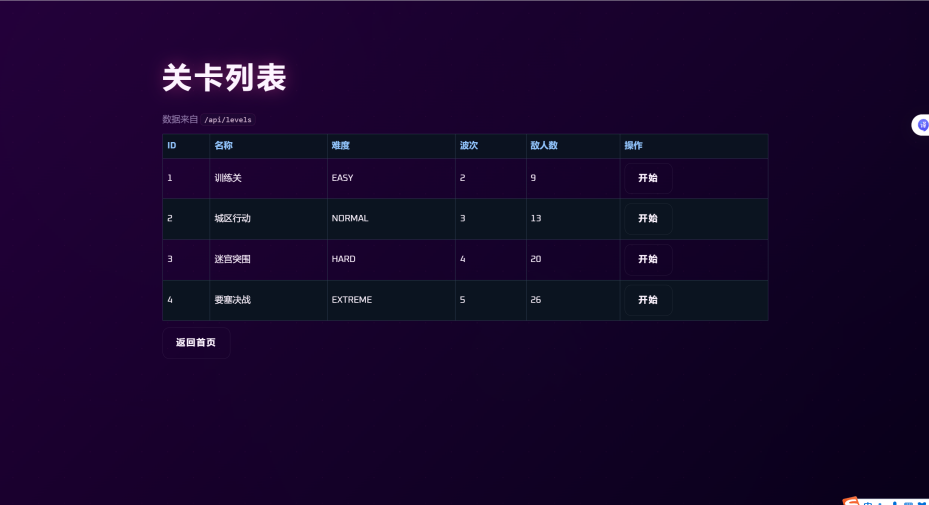 关卡列表
数据来自 /api/levels
ID 名称 难度 波次 敌人数 操作
1 训练关 EASY 2 9 开始
2 城区行动 NORMAL 3 13 开始
3 迷宫突围 HARD 4 20 开始
4 要塞决战 EXTREME 5 26 开始
返回首页